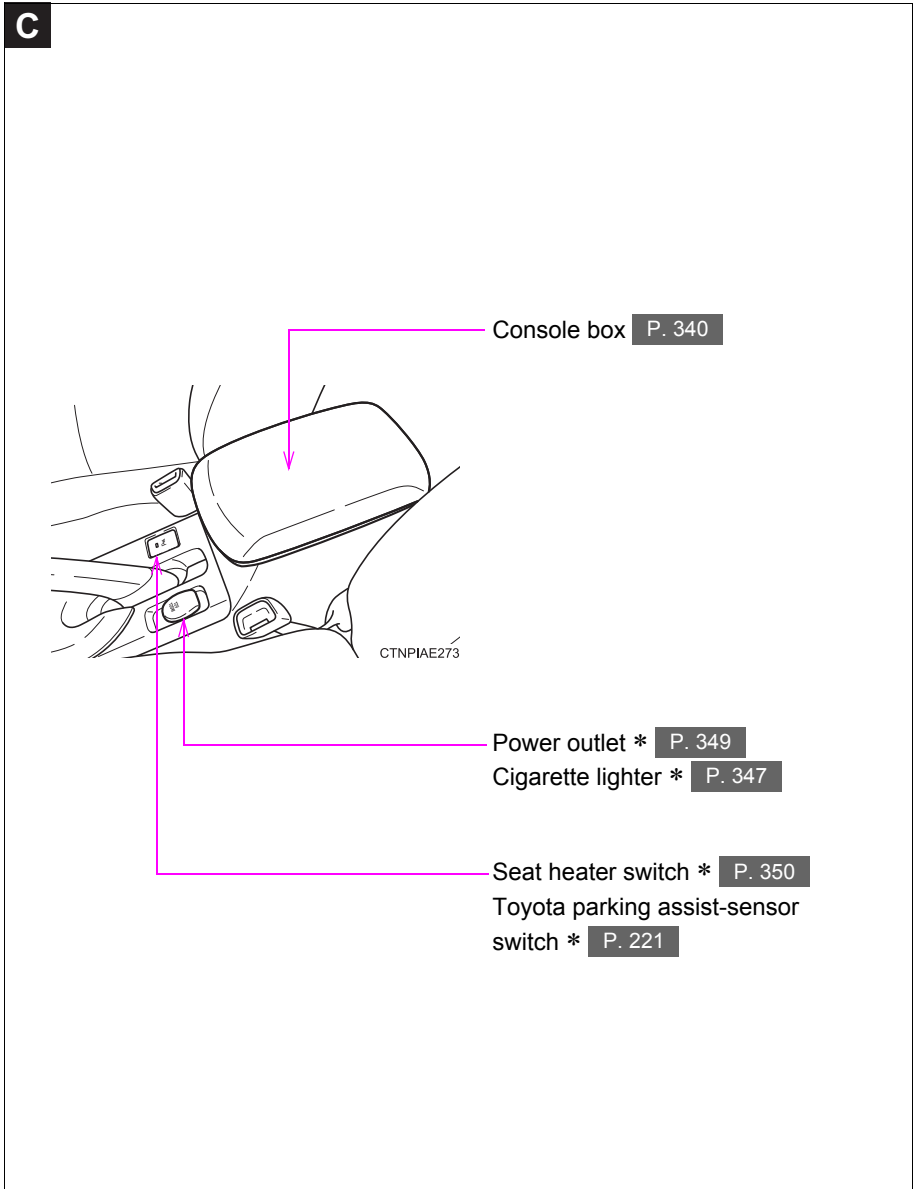 C
Console box P. 340
CTNPIAE273
Power outlet * P. 349
Cigarette lighter * P. 347
Seat heater switch * P. 350
Toyota parking assist-sensor
switch * P. 221